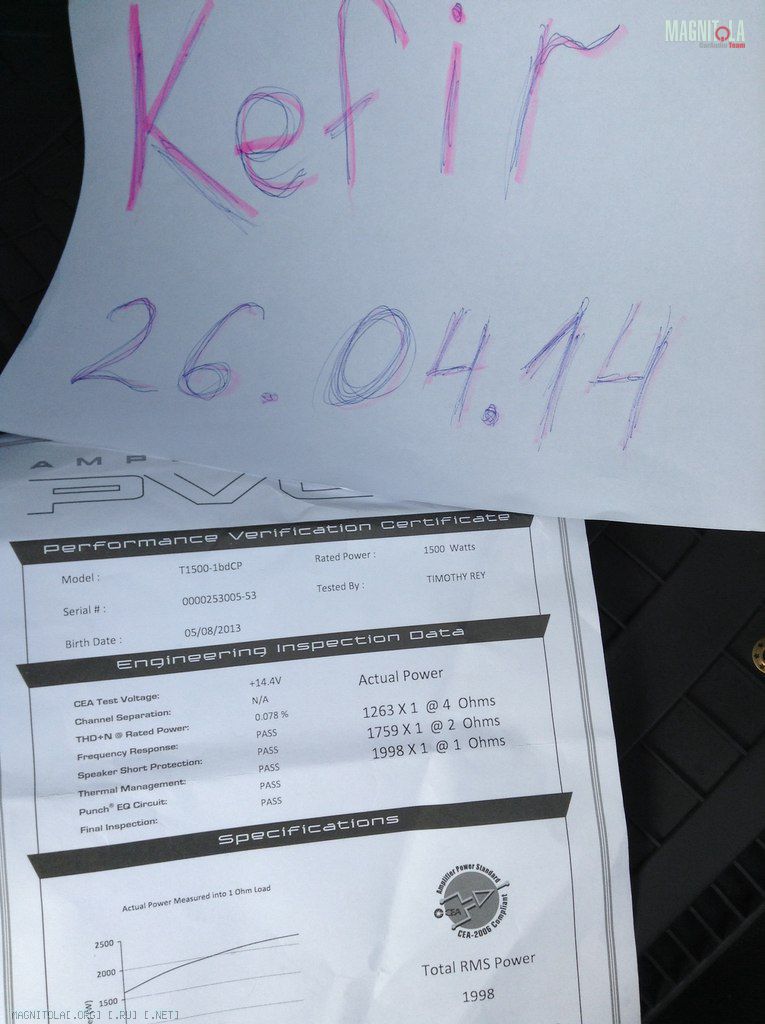 MAGNITOLA
CarAudio Team
Kefir
26.04.14
AMP
Performance Verification Certificate
Model : T1500-1bdCP Rated Power : 1500 Watts
Serial # : 0000253005-53 Tested By : TIMOTHY REY
Birth Date : 05/08/2013
Engineering Inspection Data
CEA Test Voltage: +14.4V Actual Power
Channel Separation: N/A
THD+N @ Rated Power: 0.078 % 1263 X 1 @ 4 Ohms
Frequency Response: PASS 1759 X 1 @ 2 Ohms
Speaker Short Protection: PASS 1998 X 1 @ 1 Ohms
Thermal Management: PASS
Punch® EQ Circuit: PASS
Final Inspection: PASS
Specifications
Actual Power Measured into 1 Ohm Load
2500
2000
1500
Amplifier Power Standard
CEA
CEA-2006 Compliant
Total RMS Power
1998
MAGNITOLA[.ORG] [.RU] [.NET]